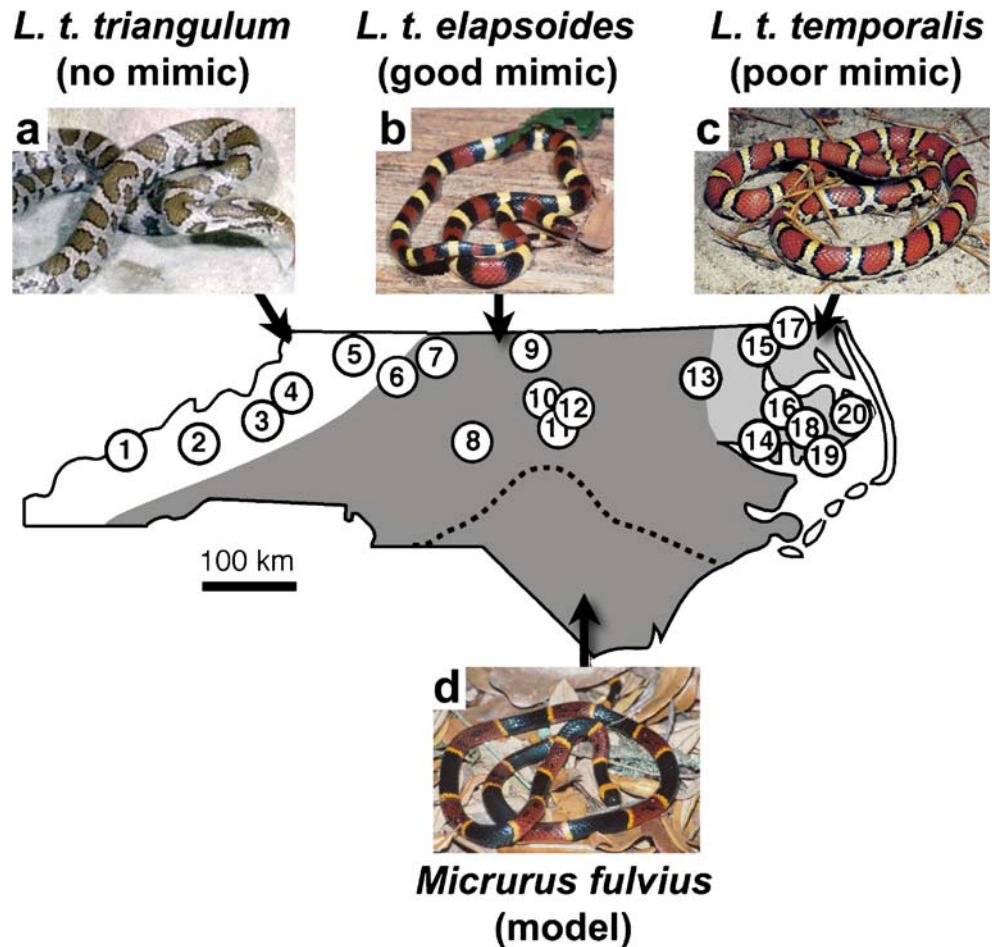 L. t. triangulum
(no mimic)
L. t. elapsoides
(good mimic)
L. t. temporalis
(poor mimic)
a
b
c
1
2
3
4
5
6
7
8
9
10
11
12
13
14
15
16
17
18
19
20
100 km
d
Micrurus fulvius
(model)